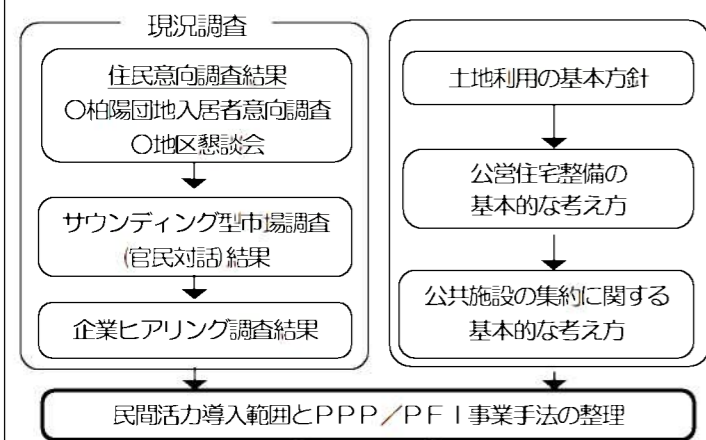 現況調査
住民意向調査結果
〇柏陽団地入居者意向調査
〇地区懇談会
サウンディング型市場調査
(官民対話)結果
企業ヒアリング調査結果
土地利用の基本方針
公営住宅整備の
基本的な考え方
公共施設の集約に関する
基本的な考え方
民間活力導入範囲とＰＰＰ／ＰＦＩ事業手法の整理